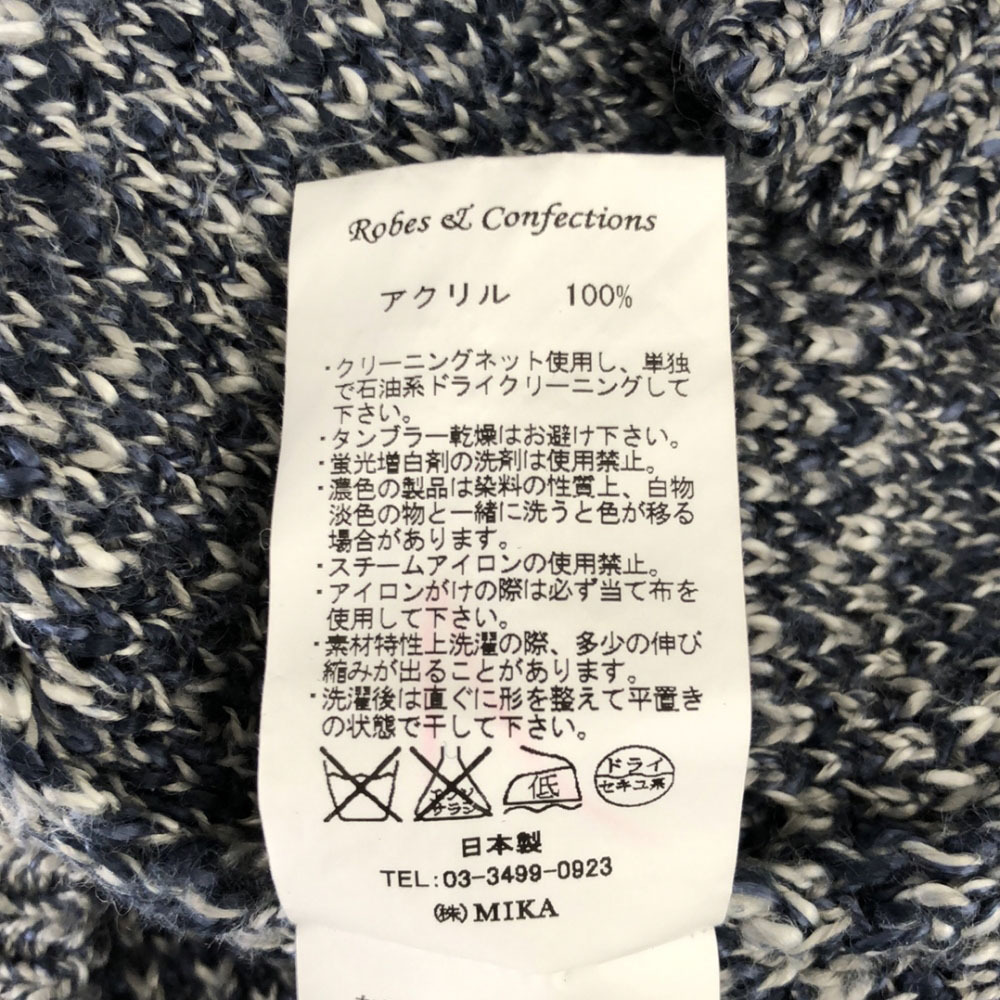 Robes & Confections
アクリル 100%
・クリーニングネット使用し、単独
で石油系ドライクリーニングして
下さい。
・タンブラー乾燥はお避け下さい。
・蛍光増白剤の洗剤は使用禁止。
・濃色の製品は染料の性質上、白物
淡色の物と一緒に洗うと色が移る
場合があります。
・スチームアイロンの使用禁止。
・アイロンがけの際は必ず当て布を
使用して下さい。
・素材特性上洗濯の際、多少の伸び
縮みが出ることがあります。
・洗濯後は直ぐに形を整えて平置き
の状態で干して下さい。
エンソ
サラシ
低
ドライ
セキユ系
日本製
TEL:03-3499-0923
(株)MIKA